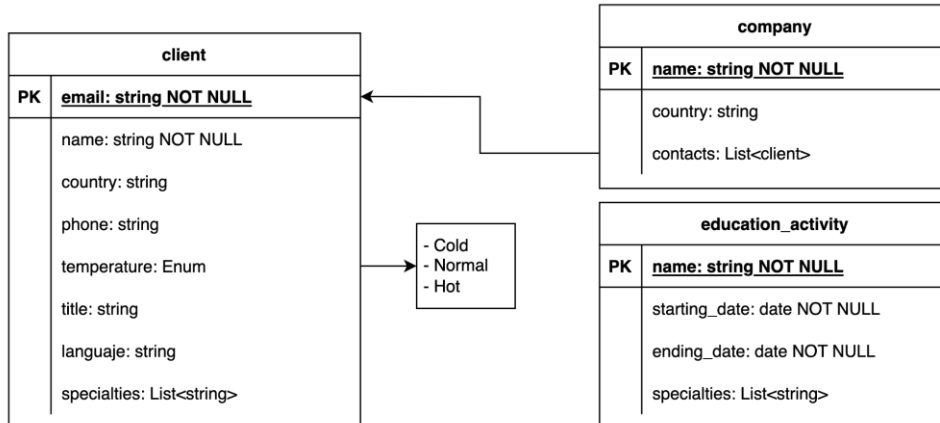 client
PK email: string NOT NULL
name: string NOT NULL
country: string
phone: string
temperature: Enum
title: string
languaje: string
specialties: List<string>
- Cold
- Normal
- Hot
company
PK name: string NOT NULL
country: string
contacts: List<client>
education_activity
PK name: string NOT NULL
starting_date: date NOT NULL
ending_date: date NOT NULL
specialties: List<string>